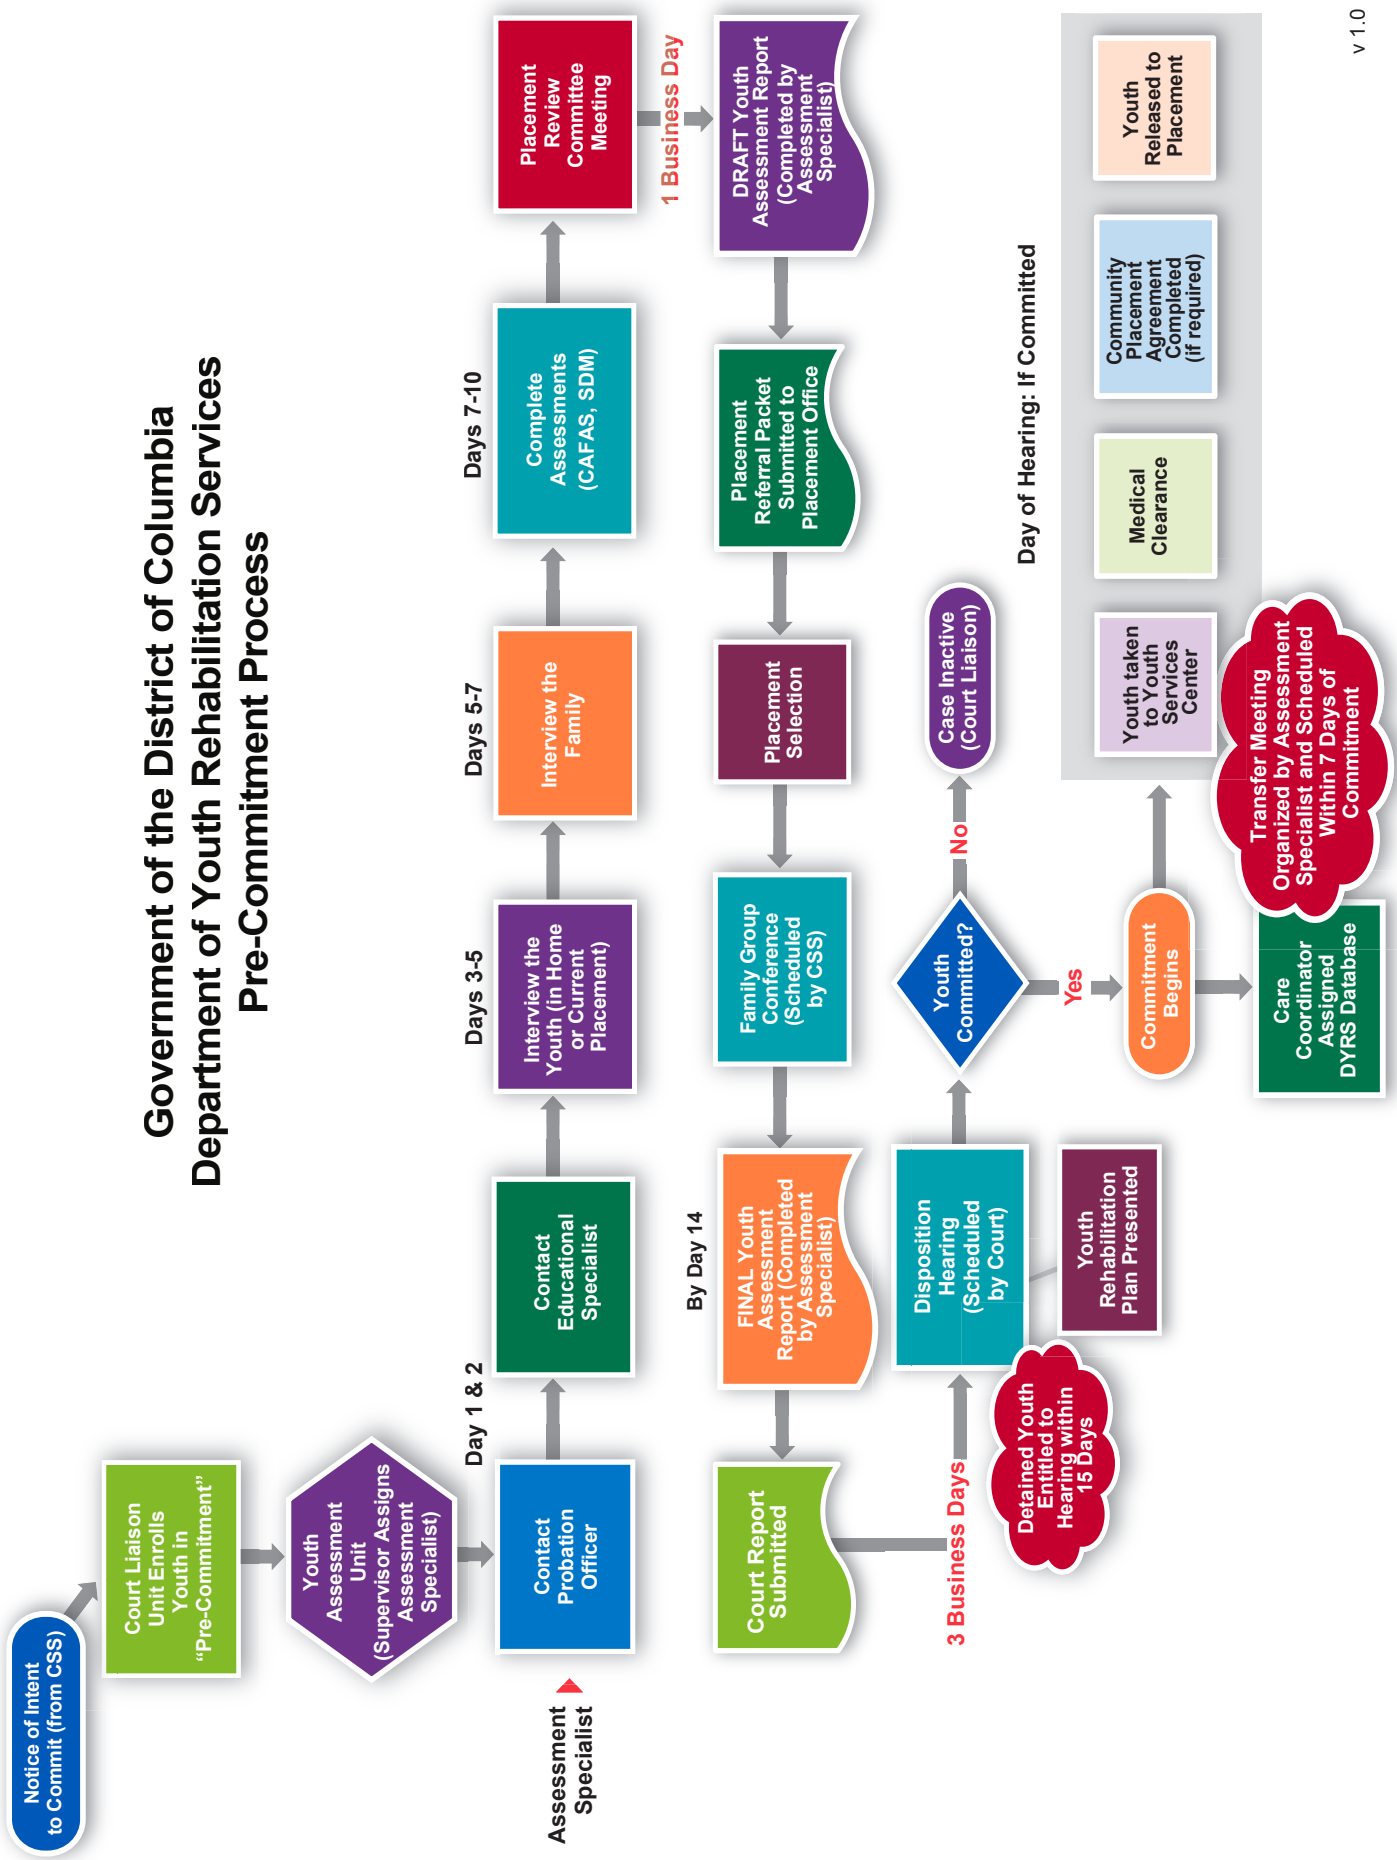 Government of the District of Columbia
Department of Youth Rehabilitation Services
Pre-Commitment Process
Notice of Intent
to Commit (from CSS)
Court Liaison
Unit Enrolls
Youth in
“Pre-Commitment”
Youth
Assessment
Unit
(Supervisor Assigns
Assessment
Specialist)
Assessment
Specialist
Day 1 & 2
Contact
Probation
Officer
Contact
Educational
Specialist
Days 3-5
Interview the
Youth (in Home
or Current
Placement)
Days 5-7
Interview the
Family
Days 7-10
Complete
Assessments
(CAFAS, SDM)
Placement
Review
Committee
Meeting
1 Business Day
DRAFT Youth
Assessment Report
(Completed by
Assessment
Specialist)
Placement
Referral Packet
Submitted to
Placement Office
Placement
Selection
Family Group
Conference
(Scheduled
by CSS)
By Day 14
FINAL Youth
Assessment
Report (Completed
by Assessment
Specialist)
Court Report
Submitted
3 Business Days
Detained Youth
Entitled to
Hearing within
15 Days
Disposition
Hearing
(Scheduled
by Court)
Youth
Rehabilitation
Plan Presented
Youth
Committed?
No
Case Inactive
(Court Liaison)
Yes
Commitment
Begins
Care
Coordinator
Assigned
DYRS Database
Transfer Meeting
Organized by Assessment
Specialist and Scheduled
Within 7 Days of
Commitment
Day of Hearing: If Committed
Youth taken
to Youth
Services
Center
Medical
Clearance
Community
Placement
Agreement
Completed
(if required)
Youth
Released to
Placement
v 1.0